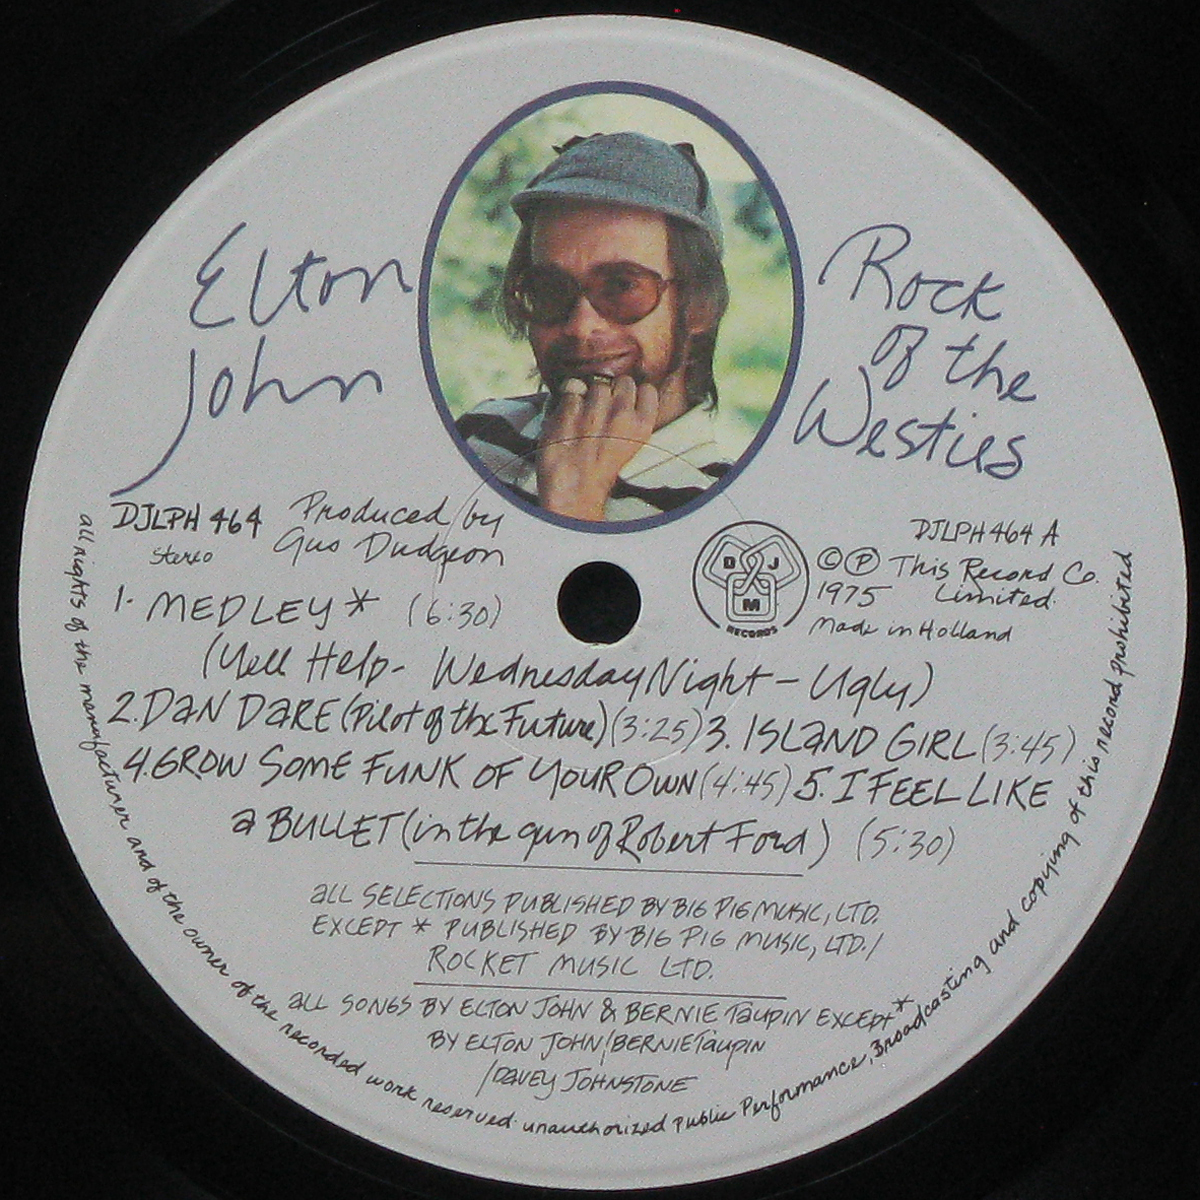 Elton
John
Rock
of the
Westies
DJLPH 464
Stereo
Produced by
Gus Dudgeon
DJM
RECORDS
DJLPH 464 A
© ℗ This Record Co.
1975 Limited.
Made in Holland
1. MEDLEY* (6:30)
(Yell Help- Wednesday Night - Ugly)
2. DAN DARE (Pilot of the Future) (3:25) 3. ISLAND GIRL (3:45)
4. GROW SOME FUNK OF YOUR OWN (4:45) 5. I FEEL LIKE
a BULLET (in the gun of Robert Ford) (5:30)
ALL SELECTIONS PUBLISHED BY BIG PIG MUSIC, LTD.
EXCEPT * PUBLISHED BY BIG PIG MUSIC, LTD./
ROCKET MUSIC LTD.
ALL SONGS BY ELTON JOHN & BERNIE TAUPIN EXCEPT *
BY ELTON JOHN/BERNIE TAUPIN
/DAVEY JOHNSTONE
all rights of the manufacturer and of the owner of the recorded work reserved. unauthorized public Performance, Broadcasting and copying of this record prohibited